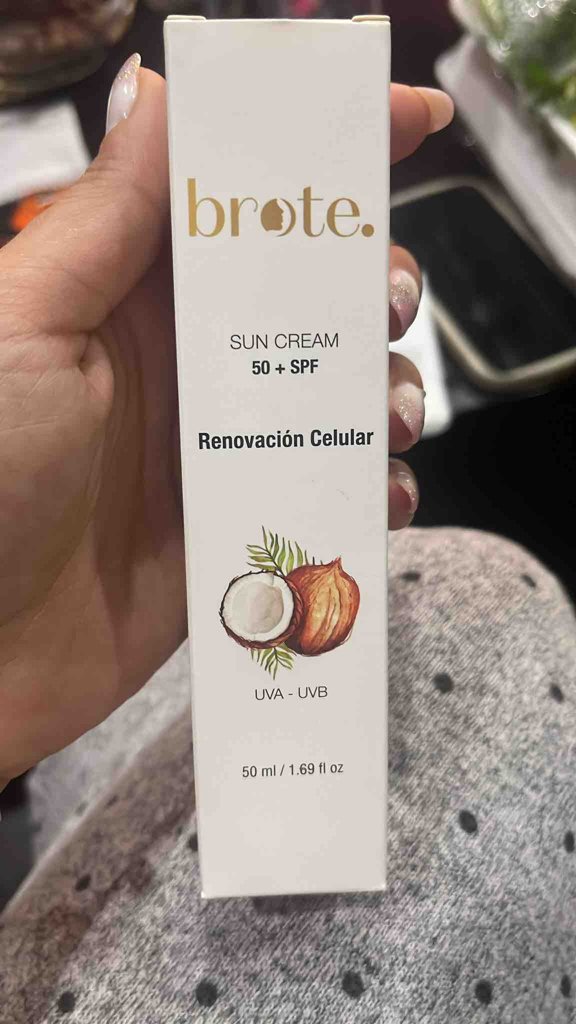 brote.
SUN CREAM
50 + SPF
Renovación Celular
UVA - UVB
50 ml / 1.69 fl oz